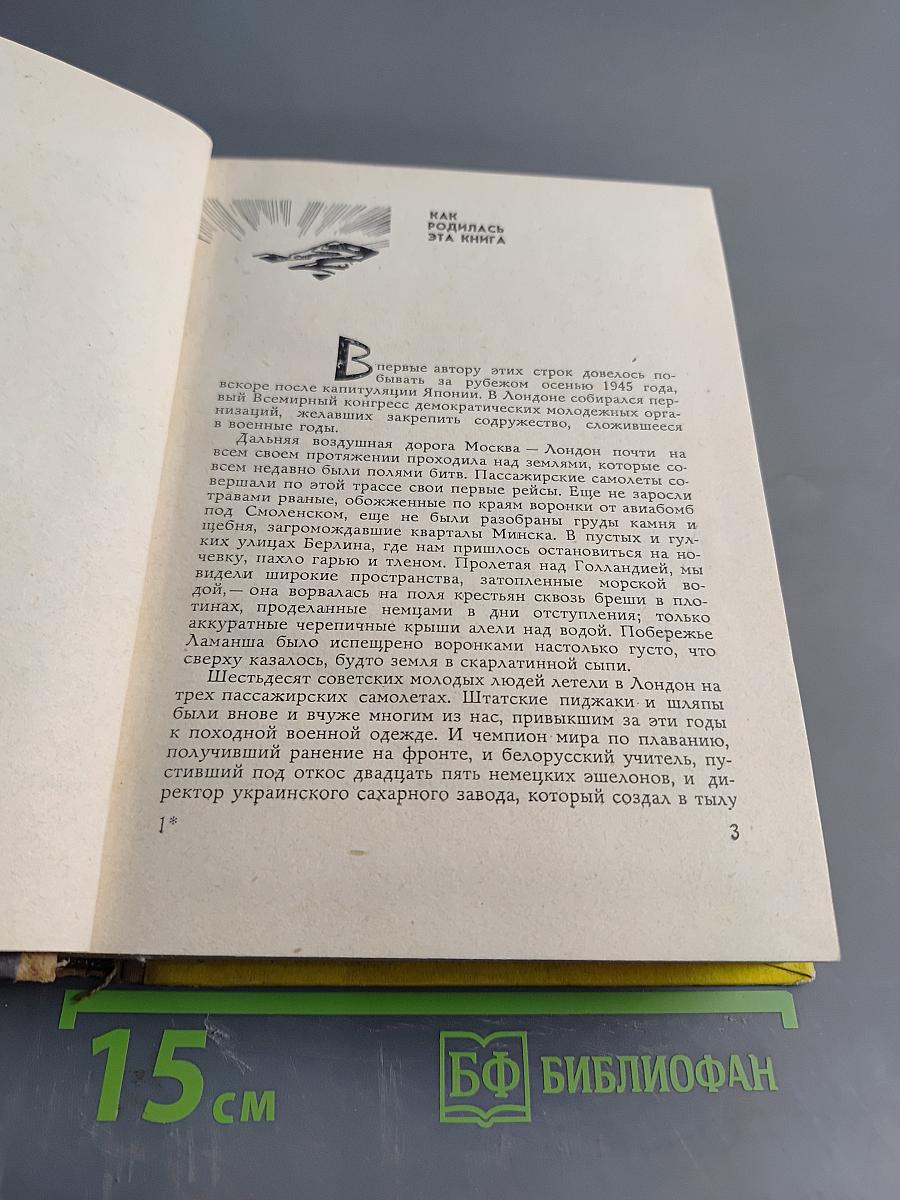 КАК
РОДИЛАСЬ
ЭТА КНИГА
Впервые автору этих строк довелось по-
бывать за рубежом осенью 1945 года,
вскоре после капитуляции Японии. В Лондоне собирался пер-
вый Всемирный конгресс демократических молодежных орга-
низаций, желавших закрепить содружество, сложившееся
в военные годы.
Дальняя воздушная дорога Москва — Лондон почти на
всем своем протяжении проходила над землями, которые со-
всем недавно были полями битв. Пассажирские самолеты со-
вершали по этой трассе свои первые рейсы. Еще не заросли
травами рваные, обожженные по краям воронки от авиабомб
под Смоленском, еще не были разобраны груды камня и
щебня, загромождавшие кварталы Минска. В пустых и гул-
ких улицах Берлина, где нам пришлось остановиться на но-
чевку, пахло гарью и тленом. Пролетая над Голландией, мы
видели широкие пространства, затопленные морской во-
дой,— она ворвалась на поля крестьян сквозь бреши в пло-
тинах, проделанные немцами в дни отступления; только
аккуратные черепичные крыши алели над водой. Побережье
Ламанша было испещрено воронками настолько густо, что
сверху казалось, будто земля в скарлатинной сыпи.
Шестьдесят советских молодых людей летели в Лондон на
трех пассажирских самолетах. Штатские пиджаки и шляпы
были внове и вчуже многим из нас, привыкшим за эти годы
к походной военной одежде. И чемпион мира по плаванию,
получивший ранение на фронте, и белорусский учитель, пу-
стивший под откос двадцать пять немецких эшелонов, и ди-
ректор украинского сахарного завода, который создал в тылу
1*
3
15 см
БФ БИБЛИОФАН